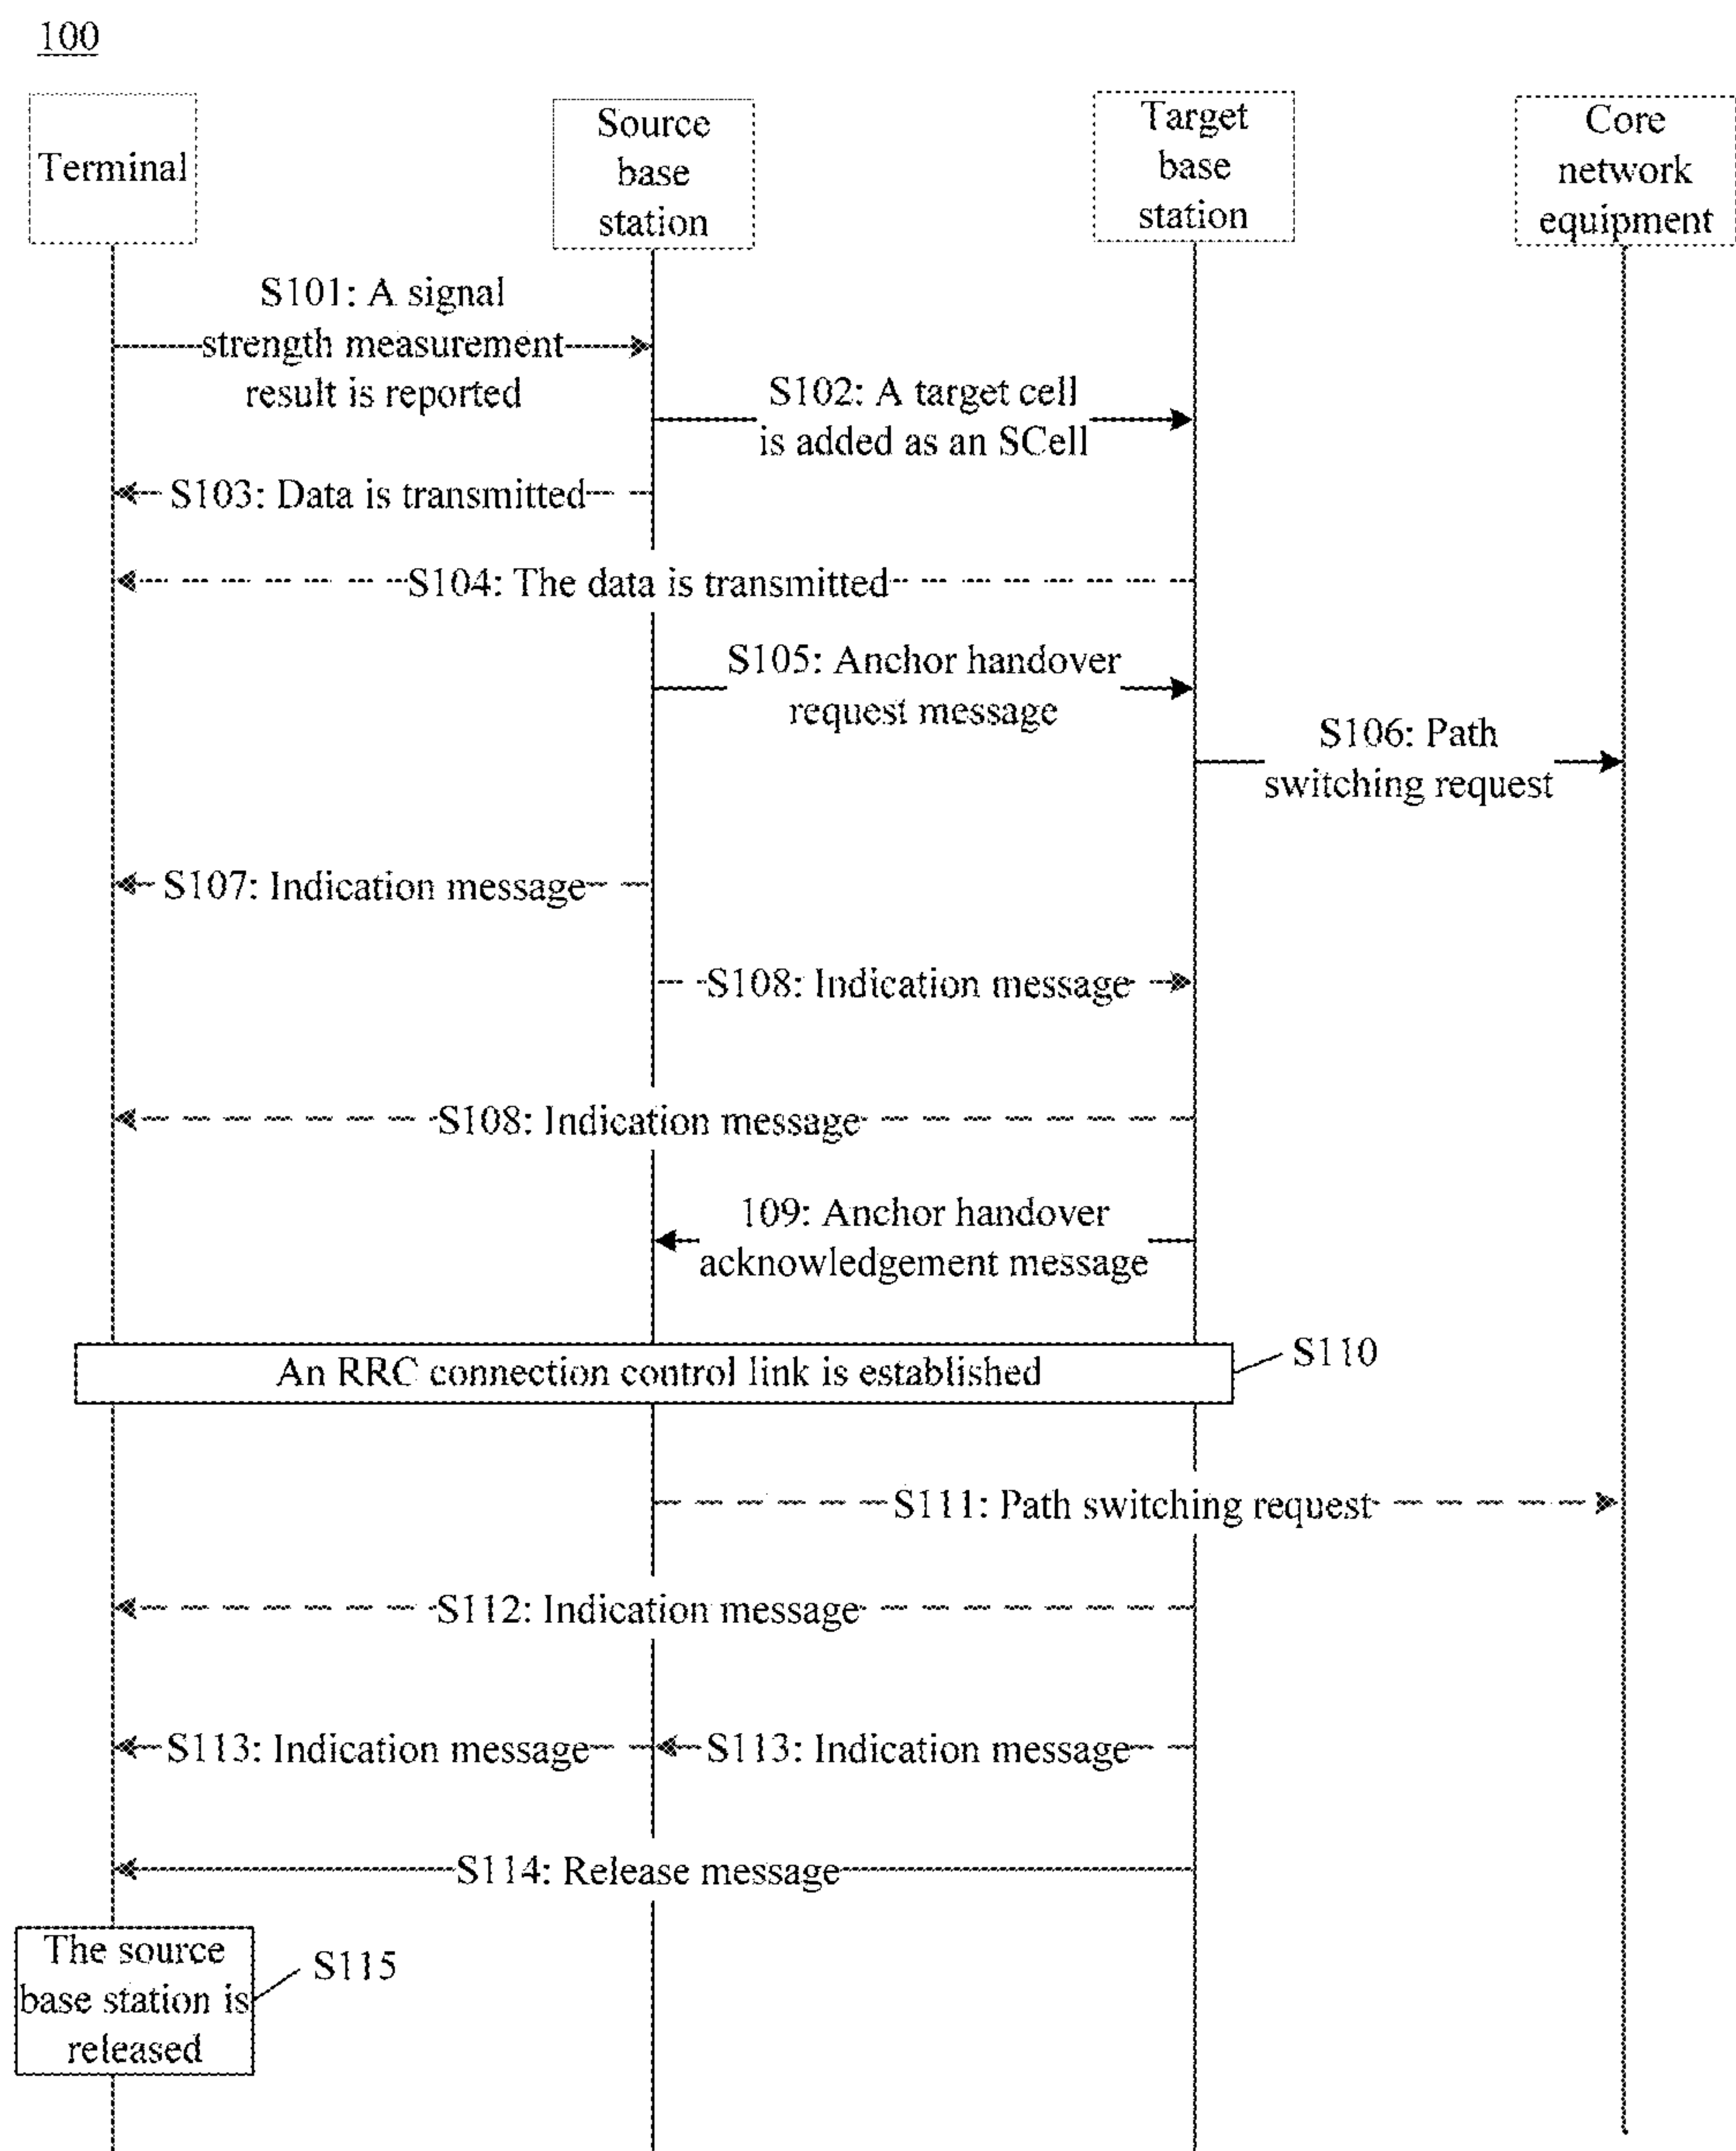 100
Terminal
Source
base
station
Target
base
station
Core
network
equipment
S101: A signal
strength measurement
result is reported
S102: A target cell
is added as an SCell
S103: Data is transmitted
S104: The data is transmitted
S105: Anchor handover
request message
S106: Path
switching request
S107: Indication message
S108: Indication message
S108: Indication message
109: Anchor handover
acknowledgement message
An RRC connection control link is established
S110
S111: Path switching request
S112: Indication message
S113: Indication message
S113: Indication message
S114: Release message
The source
base station is
released
S115